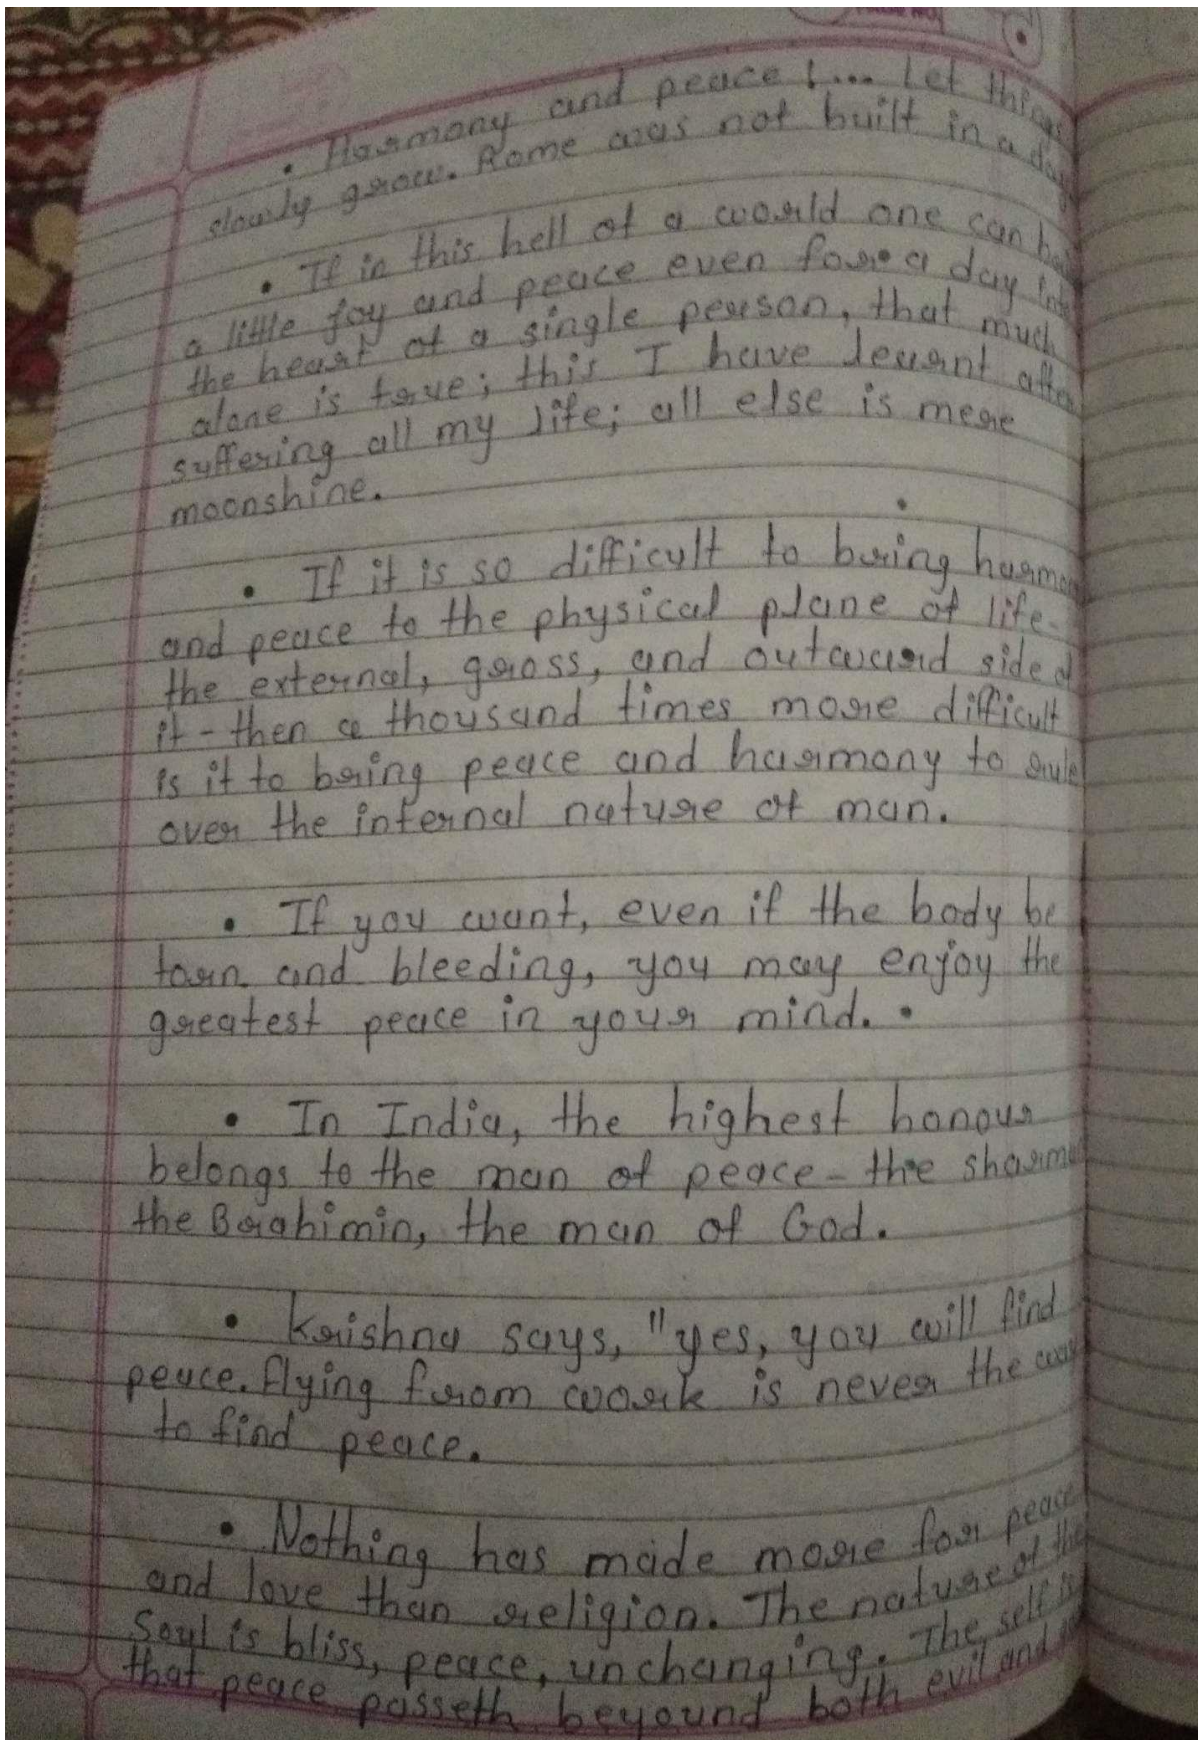 • Harmony and peace !... Let things
slowly grow. Rome was not built in a day
• If in this hell of a world one can
a little joy and peace even for a day into
the heart of a single person, that much
alone is true; this I have learnt after
suffering all my life; all else is mere
moonshine.
• If it is so difficult to bring harmony
and peace to the physical plane of life-
the external, gross, and outward side of
it - then a thousand times more difficult
is it to bring peace and harmony to rule
over the internal nature of man.
• If you want, even if the body be
torn and bleeding, you may enjoy the
greatest peace in your mind. •
• In India, the highest honour
belongs to the man of peace - the
the Brahimin, the man of God.
• Krishna says, "yes, you will find
peace. Flying from work is never the way
to find peace.
• Nothing has made more for peace
and love than religion. The nature of the
Soul is bliss, peace, unchanging. The self is
that peace passeth beyound both evil and